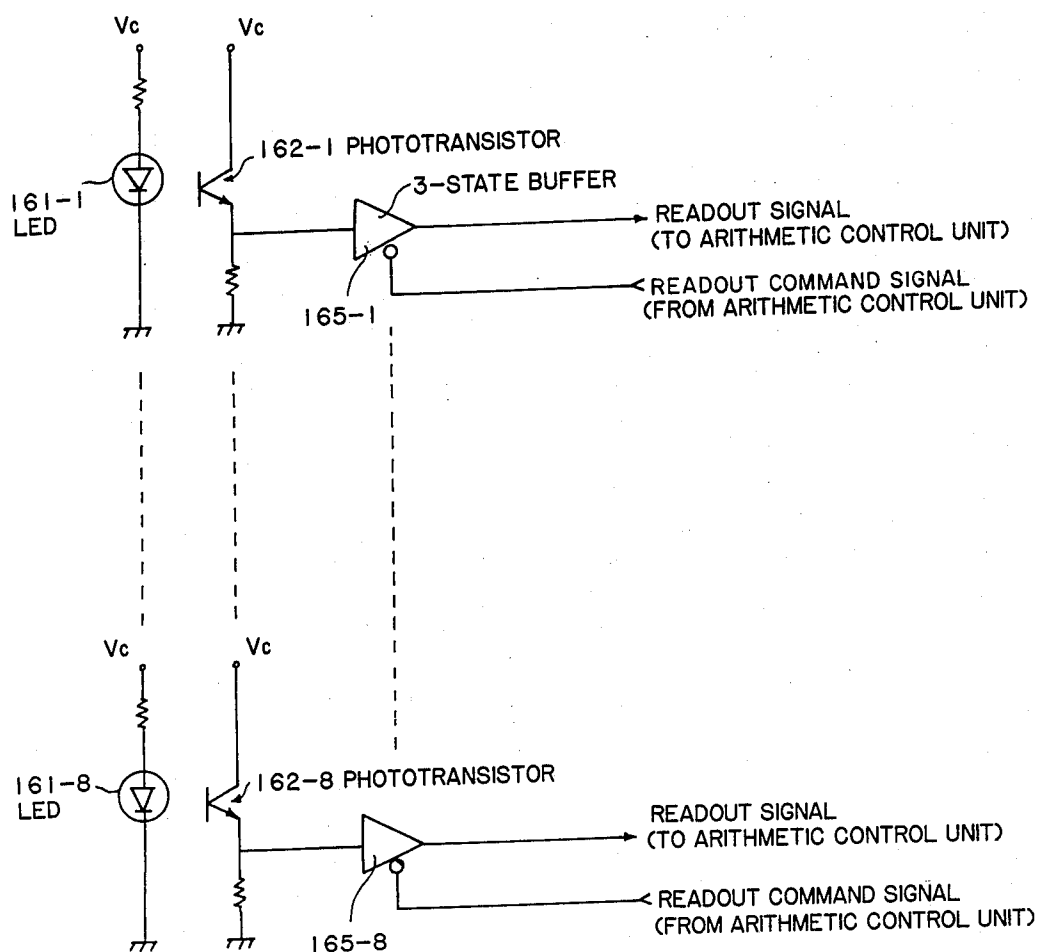 Vc
Vc
162-1 PHOTOTRANSISTOR
3-STATE BUFFER
161-1
LED
READOUT SIGNAL
(TO ARITHMETIC CONTROL UNIT)
READOUT COMMAND SIGNAL
(FROM ARITHMETIC CONTROL UNIT)
165-1
Vc
Vc
162-8 PHOTOTRANSISTOR
161-8
LED
READOUT SIGNAL
(TO ARITHMETIC CONTROL UNIT)
READOUT COMMAND SIGNAL
(FROM ARITHMETIC CONTROL UNIT)
165-8